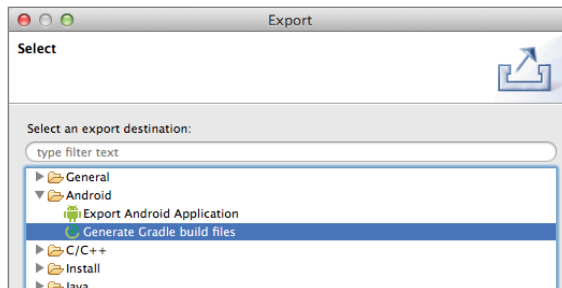 Export
Select
Select an export destination:
type filter text
General
Android
Export Android Application
Generate Gradle build files
C/C++
Install
Java